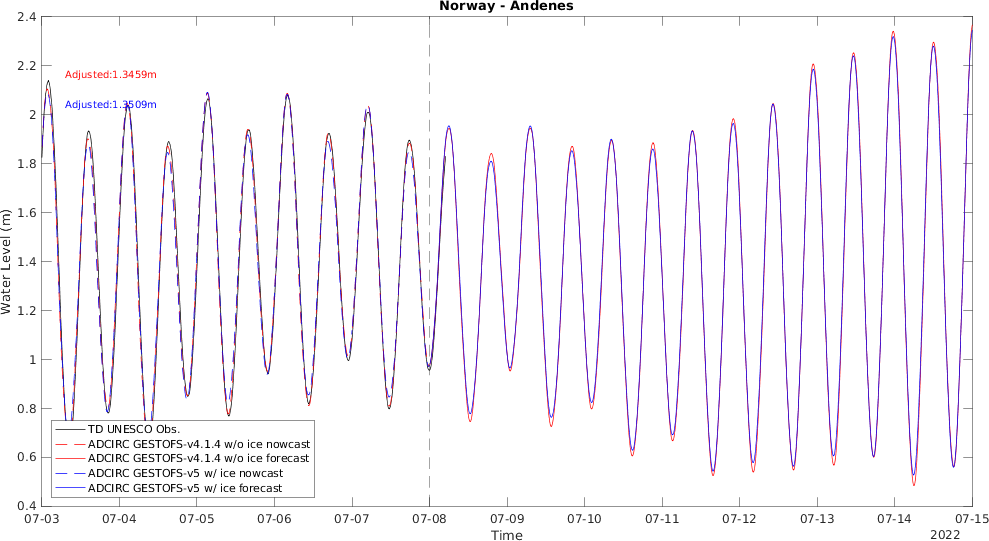 Norway - Andenes
2.4
2.2
2
1.8
1.6
1.4
1.2
1
0.8
0.6
0.4
Water Level (m)
Adjusted:1.3459m
Adjusted:1.3509m
TD UNESCO Obs.
ADCIRC GESTOFS-v4.1.4 w/o ice nowcast
ADCIRC GESTOFS-v4.1.4 w/o ice forecast
ADCIRC GESTOFS-v5 w/ ice nowcast
ADCIRC GESTOFS-v5 w/ ice forecast
07-03 07-04 07-05 07-06 07-07 07-08 07-09 07-10 07-11 07-12 07-13 07-14 07-15
Time
2022